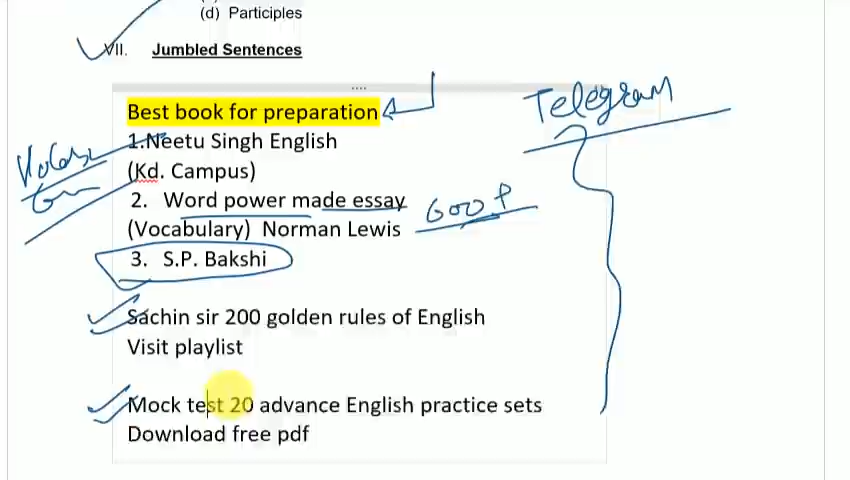 (d) Participles
VII. Jumbled Sentences
Best book for preparation
Telegram
1.Neetu Singh English
(Kd. Campus)
2. Word power made essay
(Vocabulary) Norman Lewis
3. S.P. Bakshi
Sachin sir 200 golden rules of English
Visit playlist
Mock test 20 advance English practice sets
Download free pdf